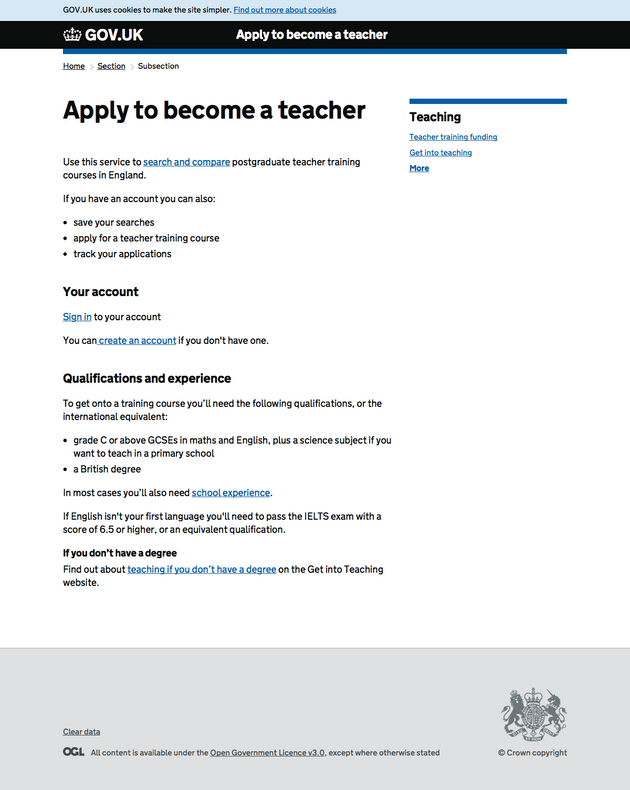 GOV.UK uses cookies to make the site simpler. Find out more about cookies
GOV.UK Apply to become a teacher
Home > Section > Subsection
Apply to become a teacher
Use this service to search and compare postgraduate teacher training
courses in England.
If you have an account you can also:
• save your searches
• apply for a teacher training course
• track your applications
Your account
Sign in to your account
You can create an account if you don't have one.
Qualifications and experience
To get onto a training course you’ll need the following qualifications, or the
international equivalent:
• grade C or above GCSEs in maths and English, plus a science subject if you
want to teach in a primary school
• a British degree
In most cases you’ll also need school experience.
If English isn't your first language you'll need to pass the IELTS exam with a
score of 6.5 or higher, or an equivalent qualification.
If you don’t have a degree
Find out about teaching if you don’t have a degree on the Get into Teaching
website.
Teaching
Teacher training funding
Get into teaching
More
Clear data
OGL All content is available under the Open Government Licence v3.0, except where otherwise stated
© Crown copyright